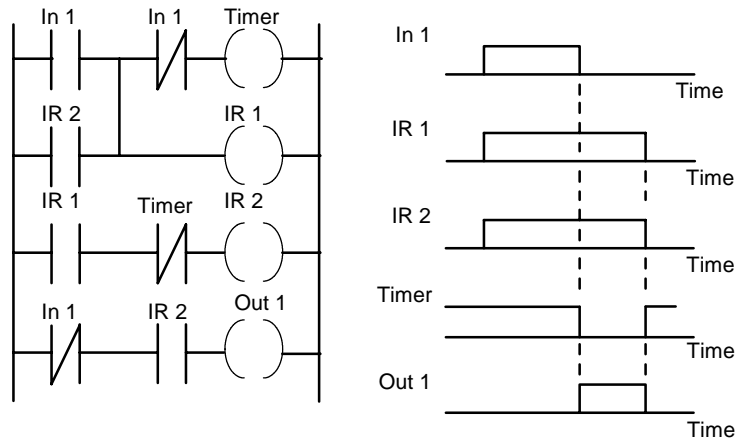 In 1 In 1 Timer
IR 2 IR 1
IR 1 Timer IR 2
In 1 IR 2 Out 1
In 1
Time
IR 1
Time
IR 2
Time
Timer
Time
Out 1
Time